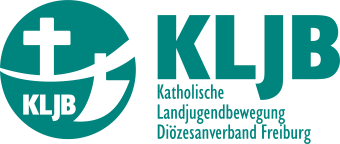 KLJB
KLJB
Katholische
Landjugendbewegung
Diözesanverband Freiburg